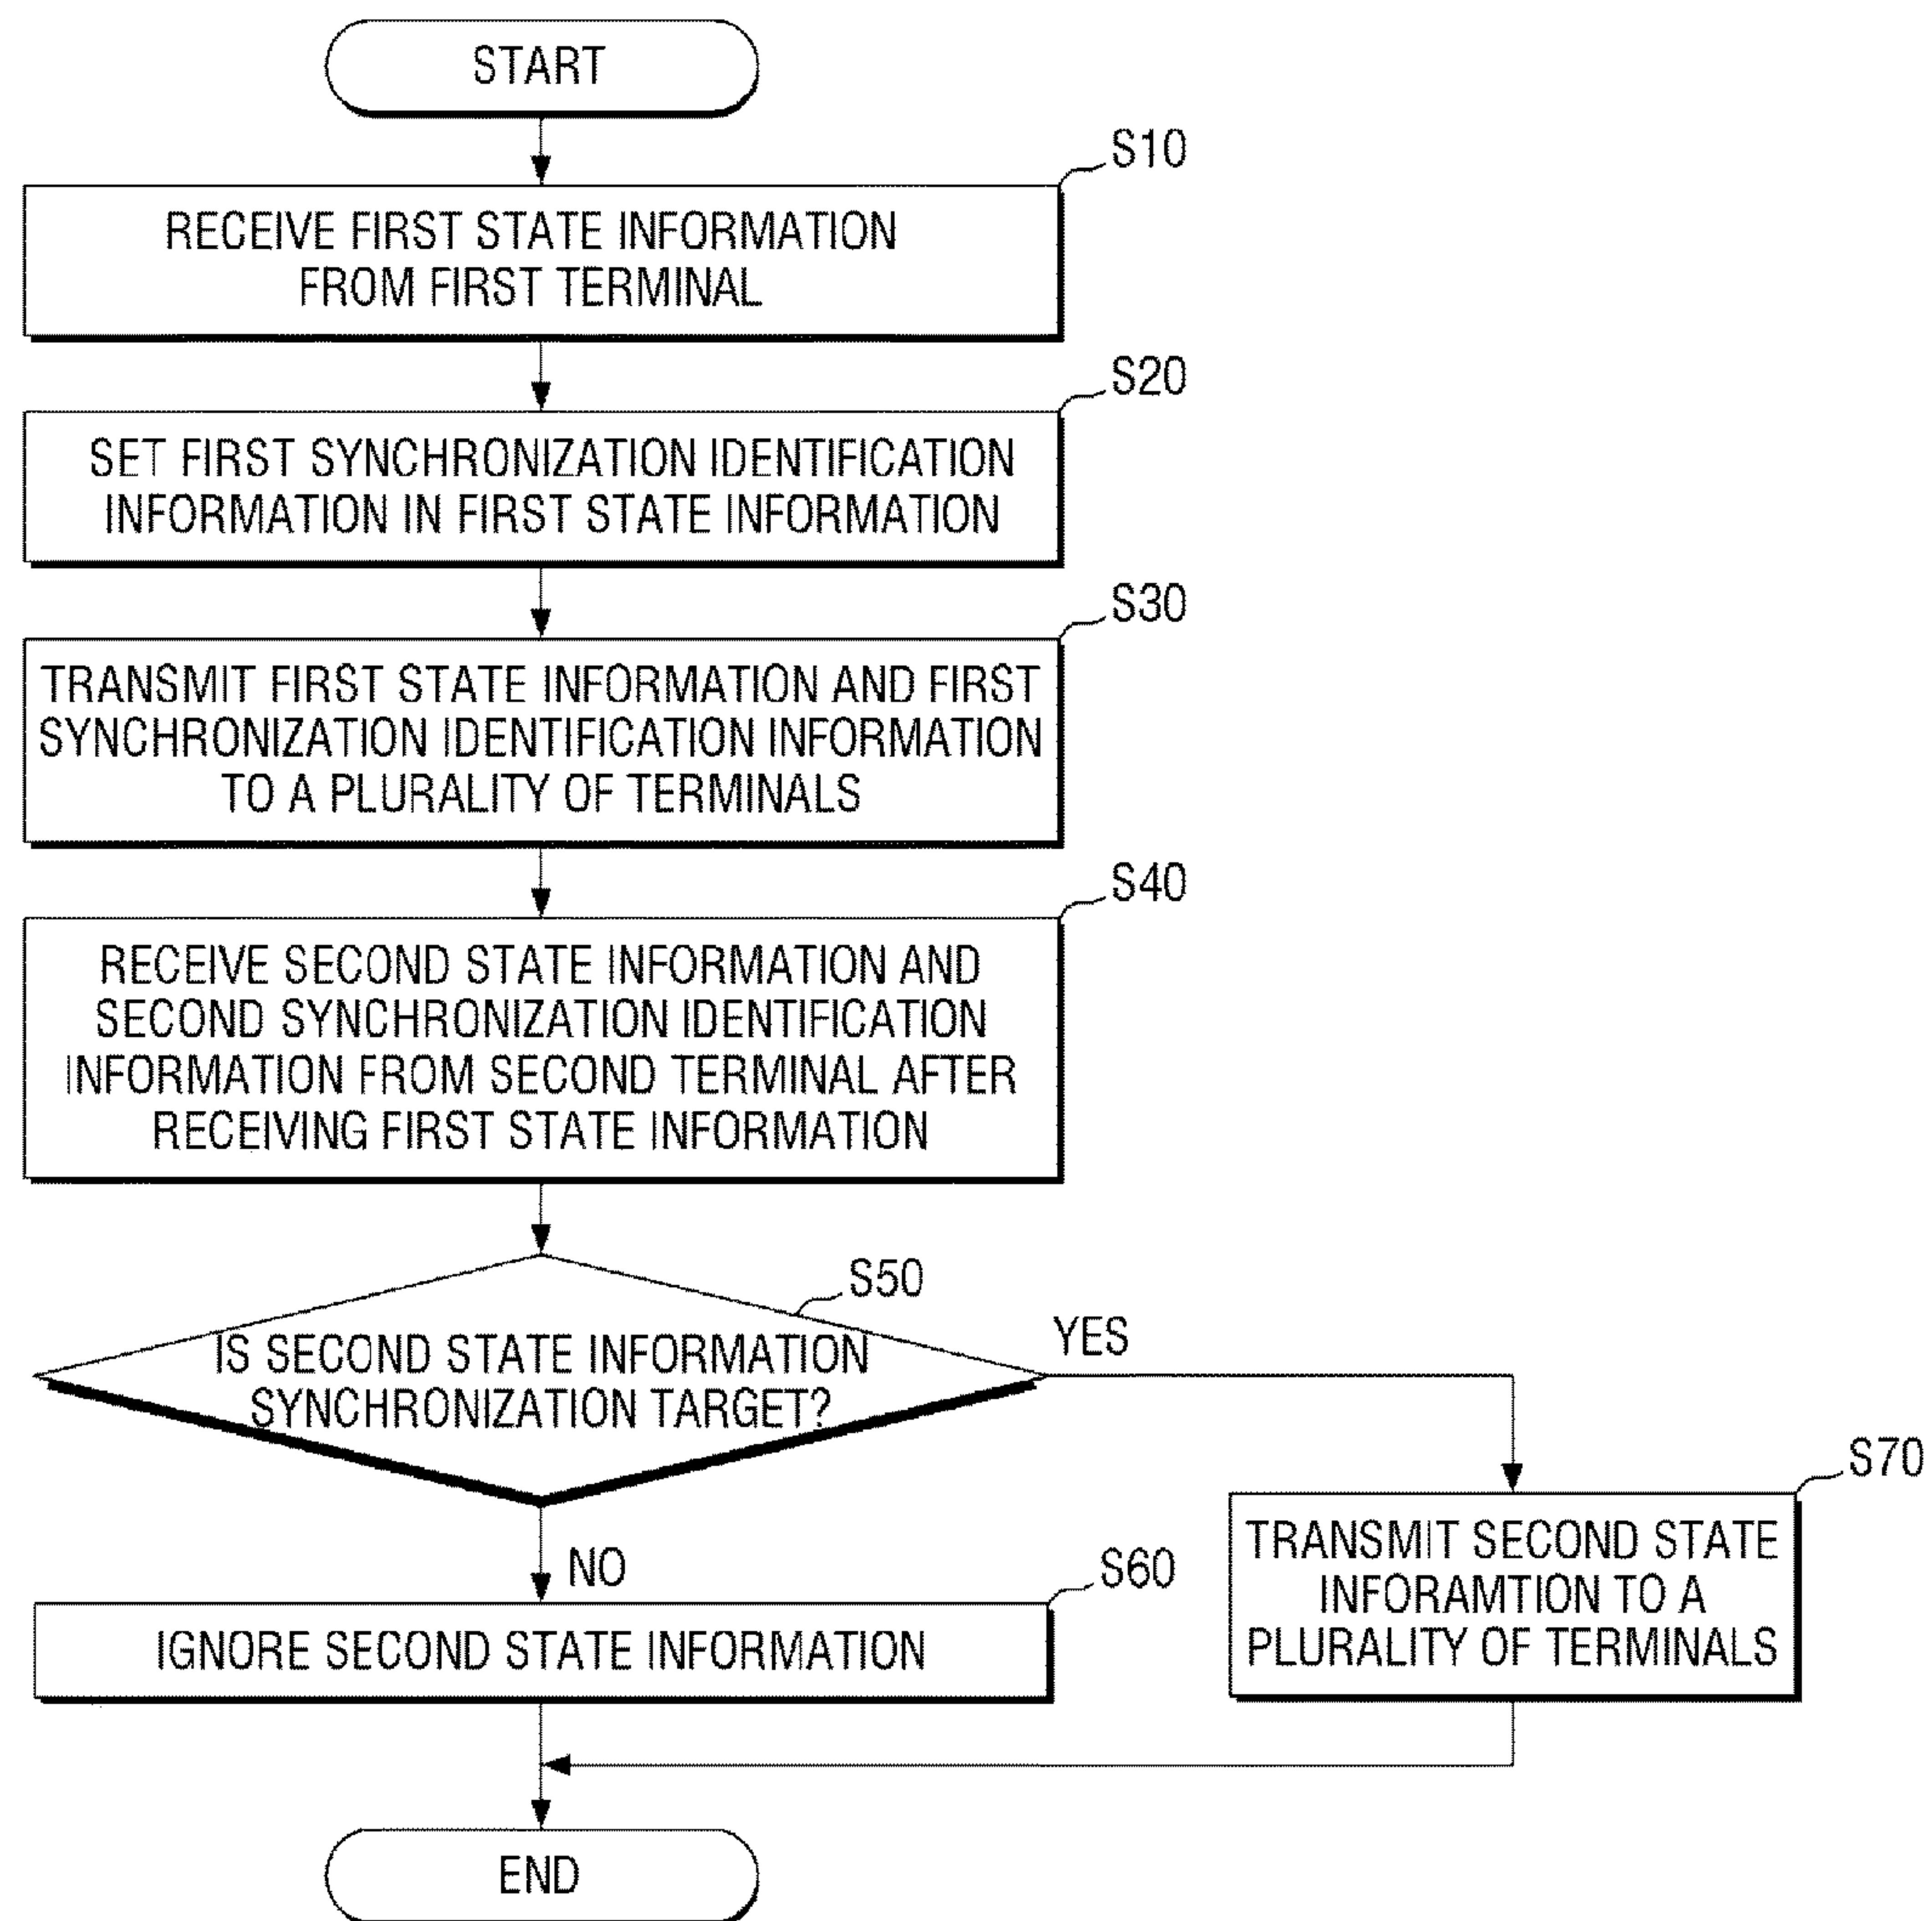 START
S10
RECEIVE FIRST STATE INFORMATION
FROM FIRST TERMINAL
S20
SET FIRST SYNCHRONIZATION IDENTIFICATION
INFORMATION IN FIRST STATE INFORMATION
S30
TRANSMIT FIRST STATE INFORMATION AND FIRST
SYNCHRONIZATION IDENTIFICATION INFORMATION
TO A PLURALITY OF TERMINALS
S40
RECEIVE SECOND STATE INFORMATION AND
SECOND SYNCHRONIZATION IDENTIFICATION
INFORMATION FROM SECOND TERMINAL AFTER
RECEIVING FIRST STATE INFORMATION
S50
IS SECOND STATE INFORMATION
SYNCHRONIZATION TARGET?
YES
NO
S60
IGNORE SECOND STATE INFORMATION
S70
TRANSMIT SECOND STATE
INFORAMTION TO A
PLURALITY OF TERMINALS
END